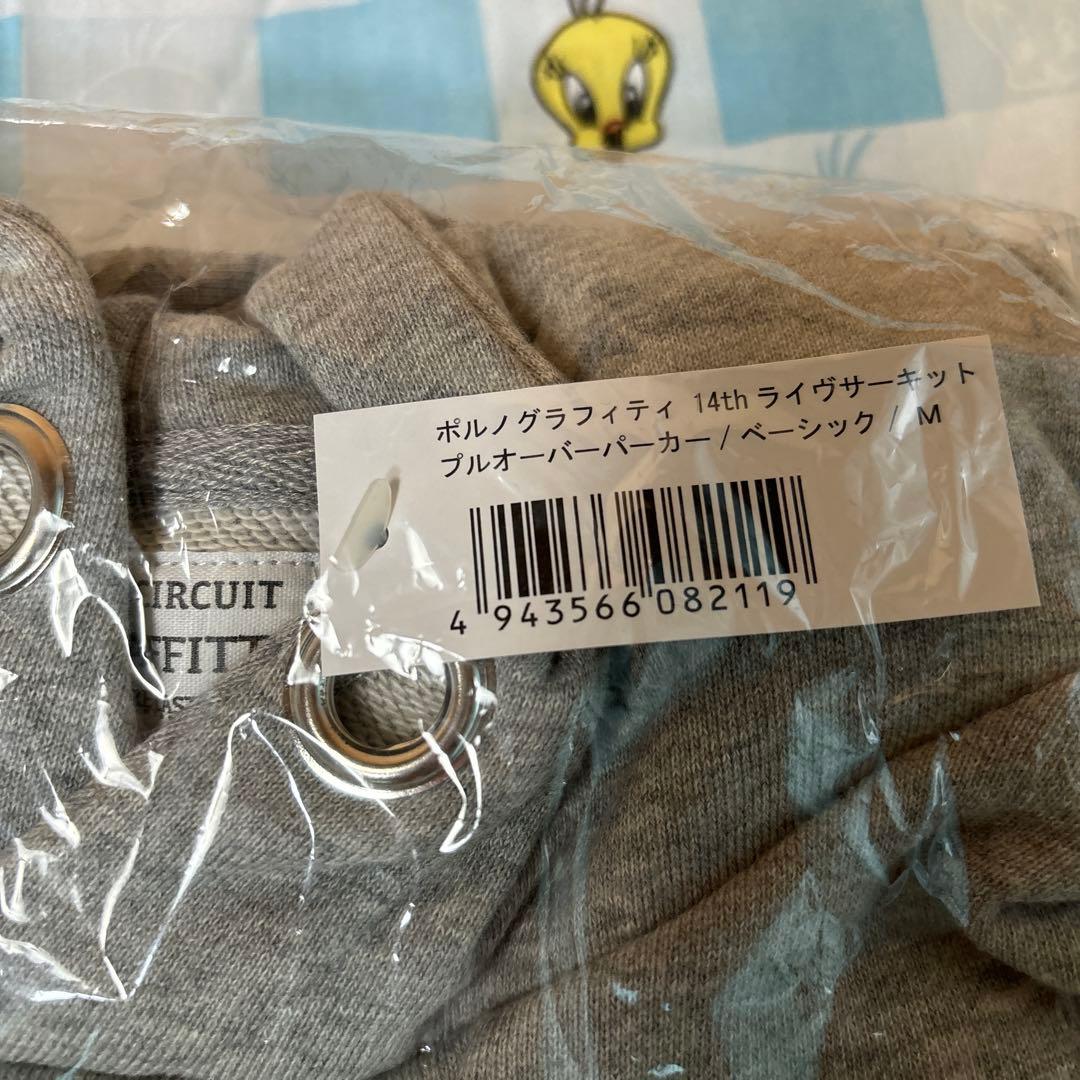 ポルノグラフィティ 14th ライヴサーキット
プルオーバーパーカー / ベーシック / M
4 943566 082119
CIRCUIT